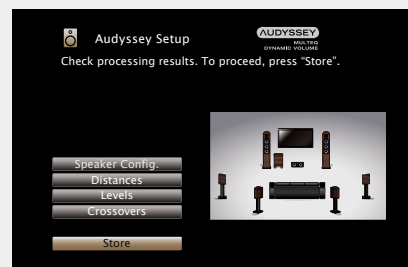 Audyssey Setup
AUDYSSEY
MULTEQ
DYNAMIC VOLUME
Check processing results. To proceed, press “Store”.
Speaker Config.
Distances
Levels
Crossovers
Store